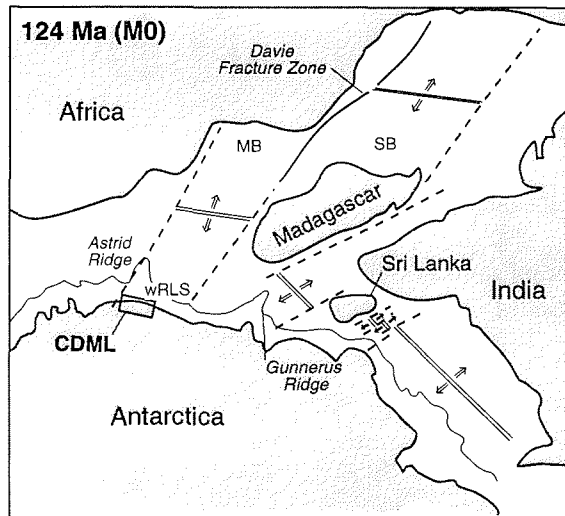 124 Ma (M0)
Davie
Fracture Zone
Africa
MB
SB
Madagascar
Astrid
Ridge
wRLS
Sri Lanka
India
CDML
Gunnerus
Ridge
Antarctica